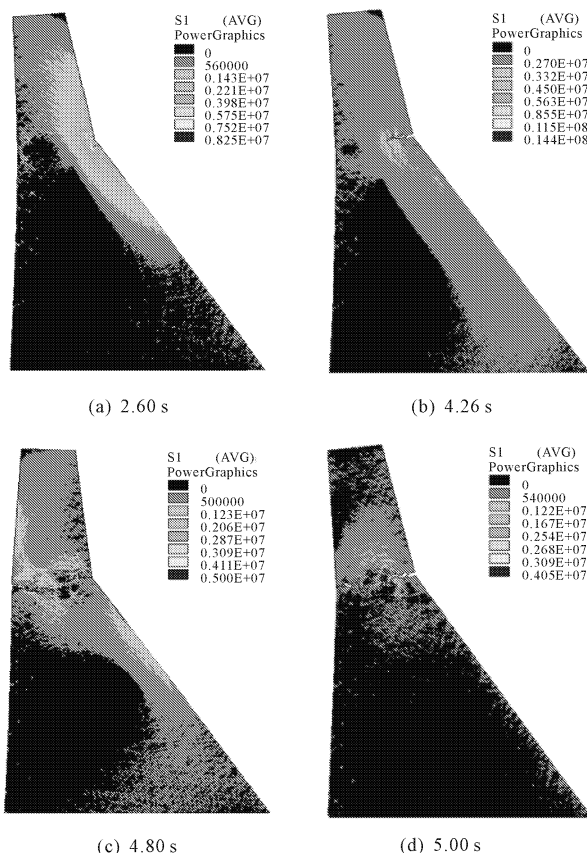 S1 (AVG)
PowerGraphics
0
560000
0.143E+07
0.221E+07
0.398E+07
0.575E+07
0.752E+07
0.825E+07
(a) 2.60 s
S1 (AVG)
PowerGraphics
0
0.270E+07
0.332E+07
0.450E+07
0.563E+07
0.855E+07
0.115E+08
0.144E+08
(b) 4.26 s
S1 (AVG)
PowerGraphics
0
500000
0.123E+07
0.206E+07
0.287E+07
0.309E+07
0.411E+07
0.500E+07
(c) 4.80 s
S1 (AVG)
PowerGraphics
0
540000
0.122E+07
0.167E+07
0.254E+07
0.268E+07
0.309E+07
0.405E+07
(d) 5.00 s